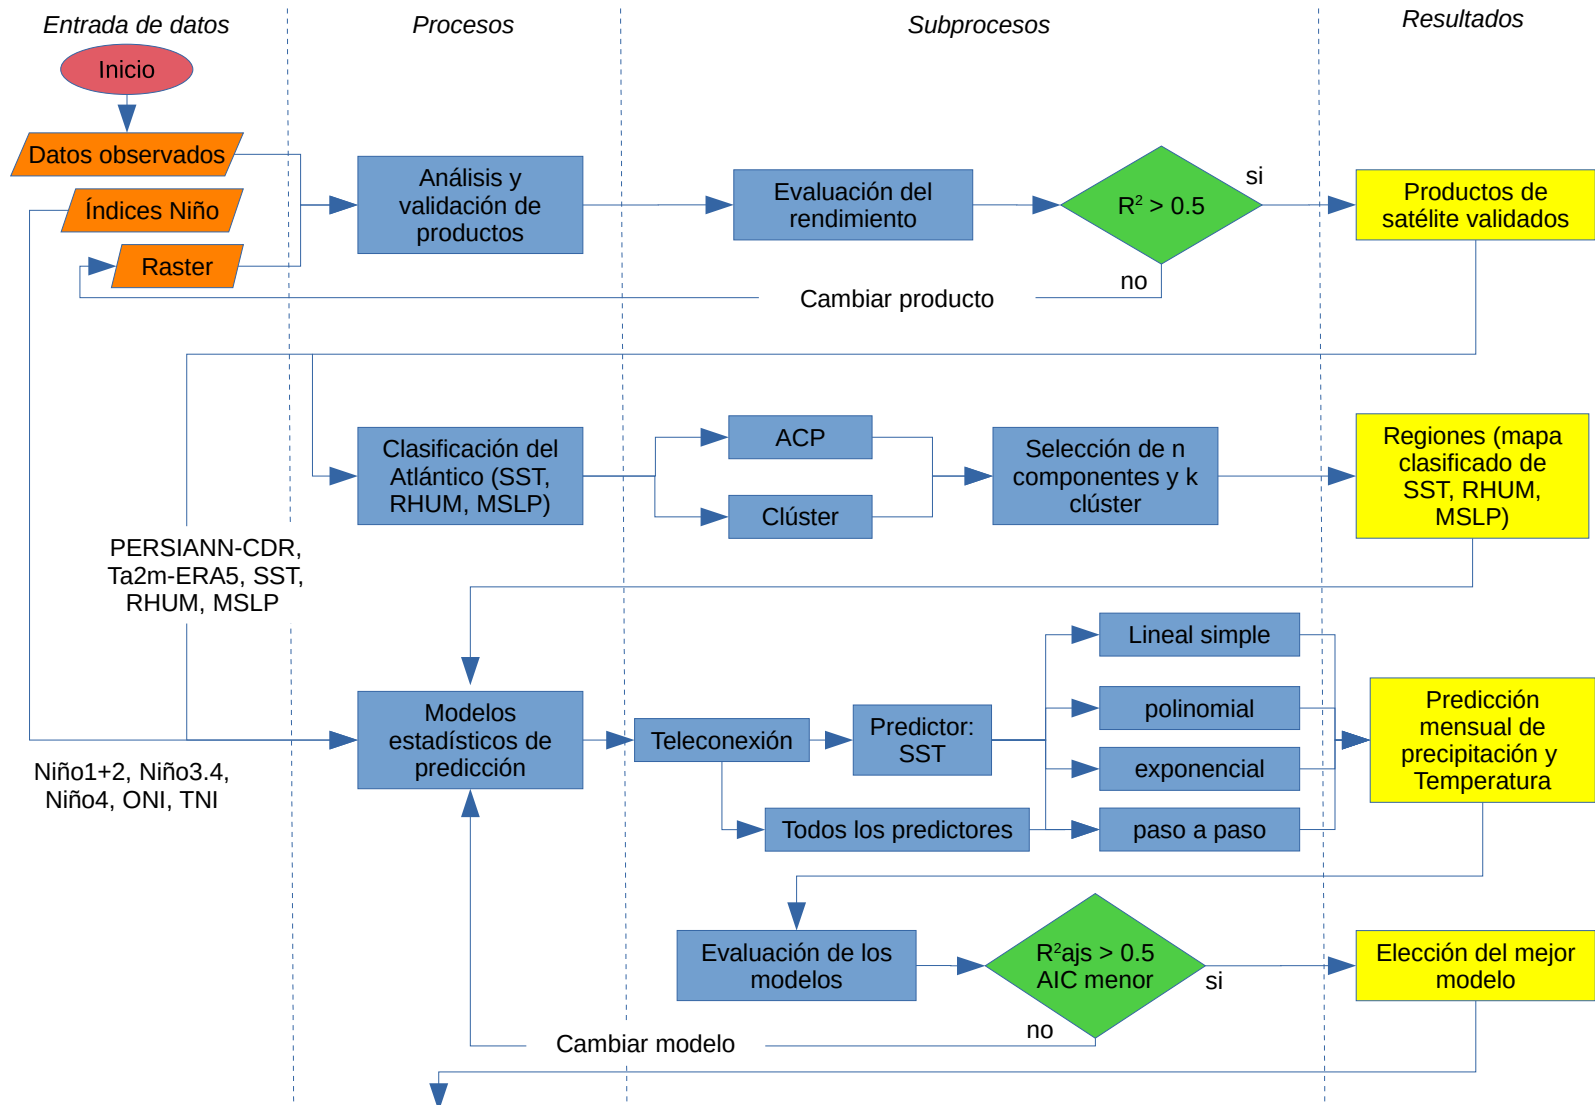 Entrada de datos
Procesos
Subprocesos
Resultados
Inicio
Datos observados
Índices Niño
Raster
Análisis y
validación de
productos
Evaluación del
rendimiento
R² > 0.5
si
no
Productos de
satélite validados
Cambiar producto
Clasificación del
Atlántico (SST,
RHUM, MSLP)
ACP
Clúster
Selección de n
componentes y k
clúster
Regiones (mapa
clasificado de
SST, RHUM,
MSLP)
PERSIANN-CDR,
Ta2m-ERA5, SST,
RHUM, MSLP
Niño1+2, Niño3.4,
Niño4, ONI, TNI
Modelos
estadísticos de
predicción
Teleconexión
Predictor:
SST
Todos los predictores
Lineal simple
polinomial
exponencial
paso a paso
Predicción
mensual de
precipitación y
Temperatura
Evaluación de los
modelos
R²ajs > 0.5
AIC menor
si
no
Elección del mejor
modelo
Cambiar modelo